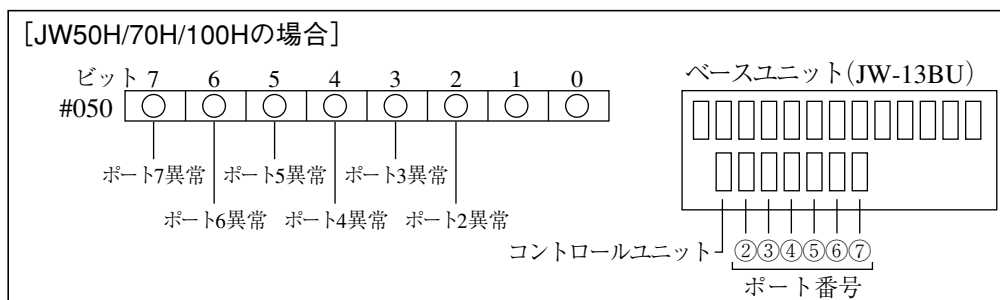 [JW50H/70H/100Hの場合]
ビット 7 6 5 4 3 2 1 0
#050
ポート7異常 ポート5異常 ポート3異常
ポート6異常 ポート4異常 ポート2異常
ベースユニット(JW-13BU)
コントロールユニット ②③④⑤⑥⑦
ポート番号